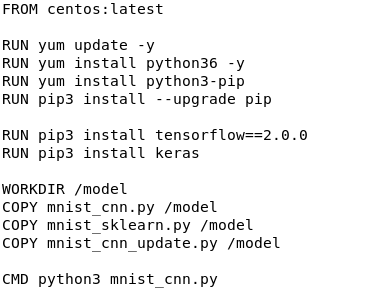 FROM centos:latest

RUN yum update -y
RUN yum install python36 -y
RUN yum install python3-pip
RUN pip3 install --upgrade pip

RUN pip3 install tensorflow==2.0.0
RUN pip3 install keras

WORKDIR /model
COPY mnist_cnn.py /model
COPY mnist_sklearn.py /model
COPY mnist_cnn_update.py /model

CMD python3 mnist_cnn.py